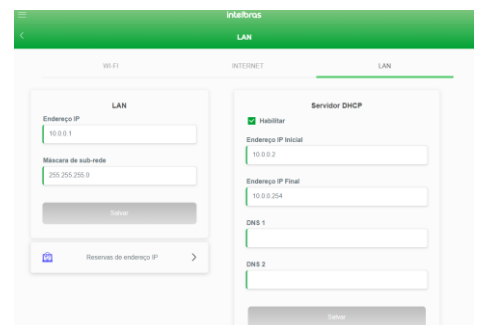 intelbras
LAN
WI-FI
INTERNET
LAN
LAN
Endereço IP
10.0.0.1
Máscara de sub-rede
255.255.255.0
Salvar
Reservas de endereço IP
Servidor DHCP
Habilitar
Endereço IP Inicial
10.0.0.2
Endereço IP Final
10.0.0.254
DNS 1
DNS 2
Salvar